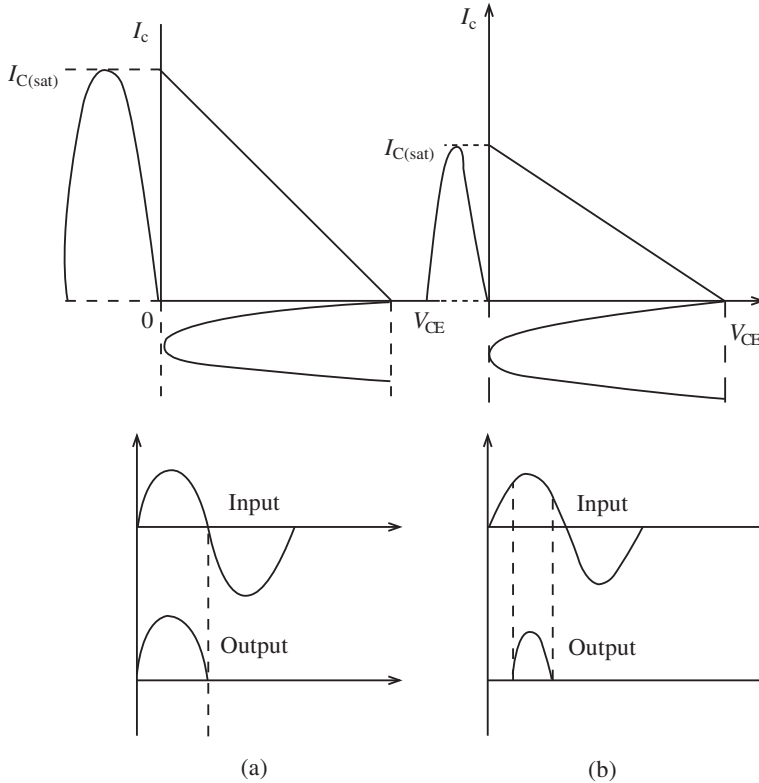 I_c
I_C(sat)
0
V_CE
I_c
I_C(sat)
V_CE
Input
Output
(a)
Input
Output
(b)